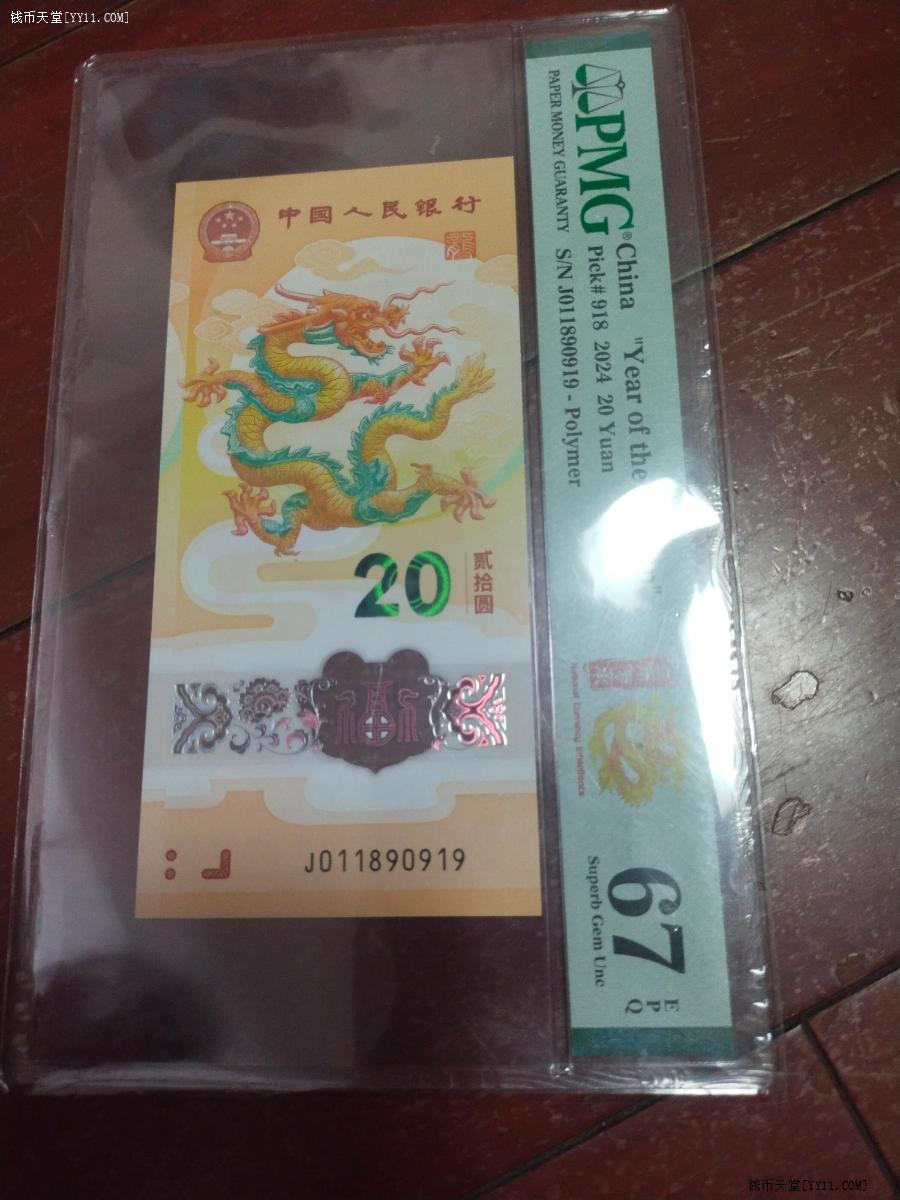 钱币天堂[YY11.COM]
中国人民银行
龍
20
贰拾圆
J011890919
PMG
PAPER MONEY GUARANTY
China "Year of the
Pick# 918 2024 20 Yuan
S/N J011890919 - Polymer
67
EPQ
Superb Gem Unc
钱币天堂[YY11.COM]